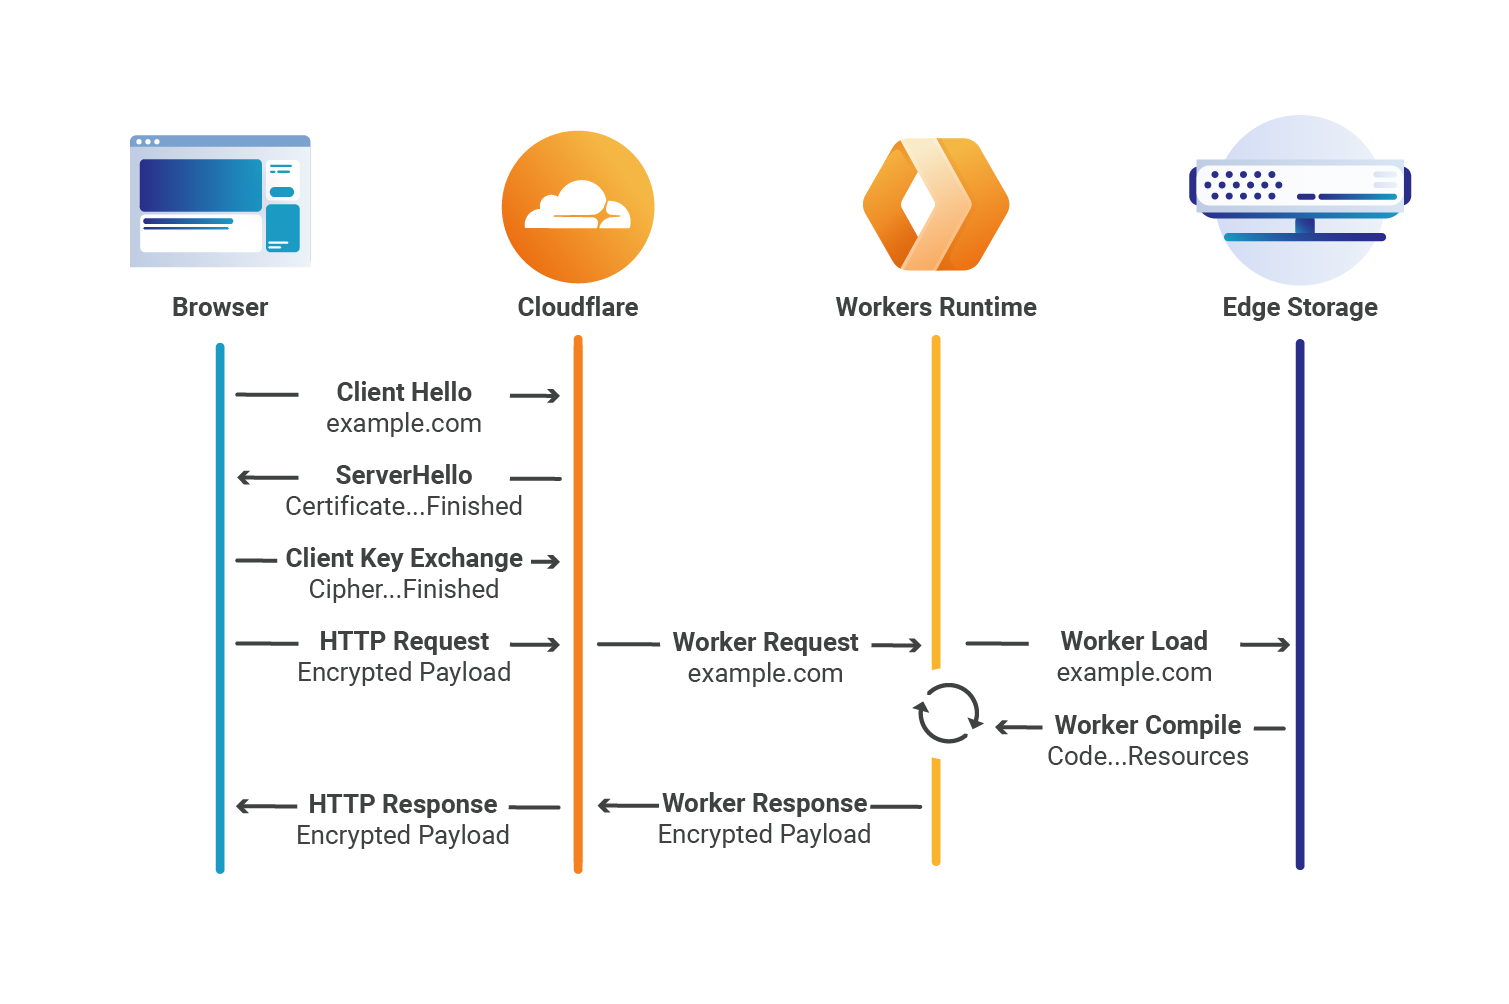 Browser
Cloudflare
Workers Runtime
Edge Storage
Client Hello
example.com
ServerHello
Certificate...Finished
Client Key Exchange
Cipher...Finished
HTTP Request
Encrypted Payload
Worker Request
example.com
Worker Load
example.com
Worker Compile
Code...Resources
HTTP Response
Encrypted Payload
Worker Response
Encrypted Payload